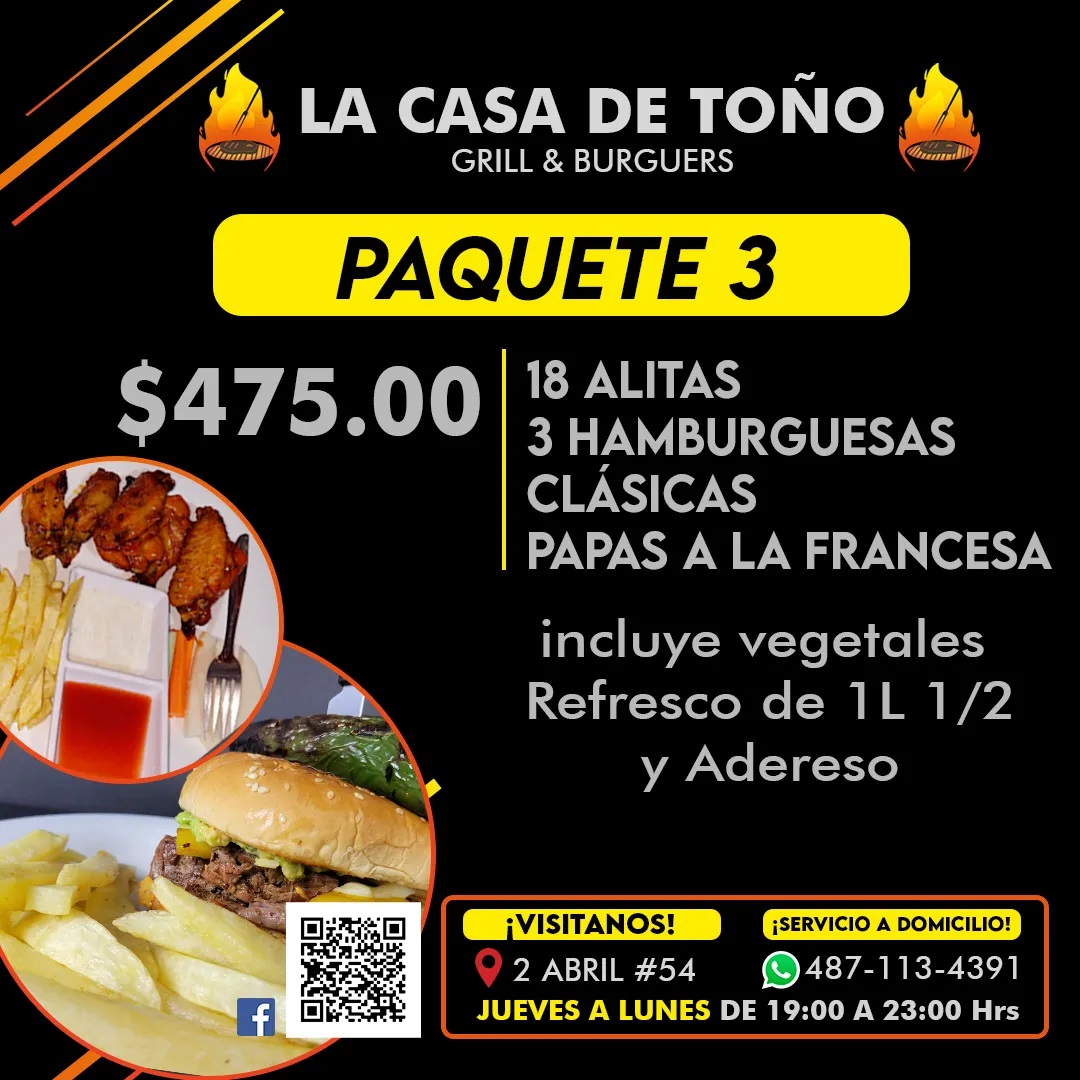 LA CASA DE TOÑO
GRILL & BURGUERS
PAQUETE 3
$475.00
18 ALITAS
3 HAMBURGUESAS
CLÁSICAS
PAPAS A LA FRANCESA
incluye vegetales
Refresco de 1L 1/2
y Adereso
¡VISITANOS!
2 ABRIL #54
¡SERVICIO A DOMICILIO!
487-113-4391
JUEVES A LUNES DE 19:00 A 23:00 Hrs